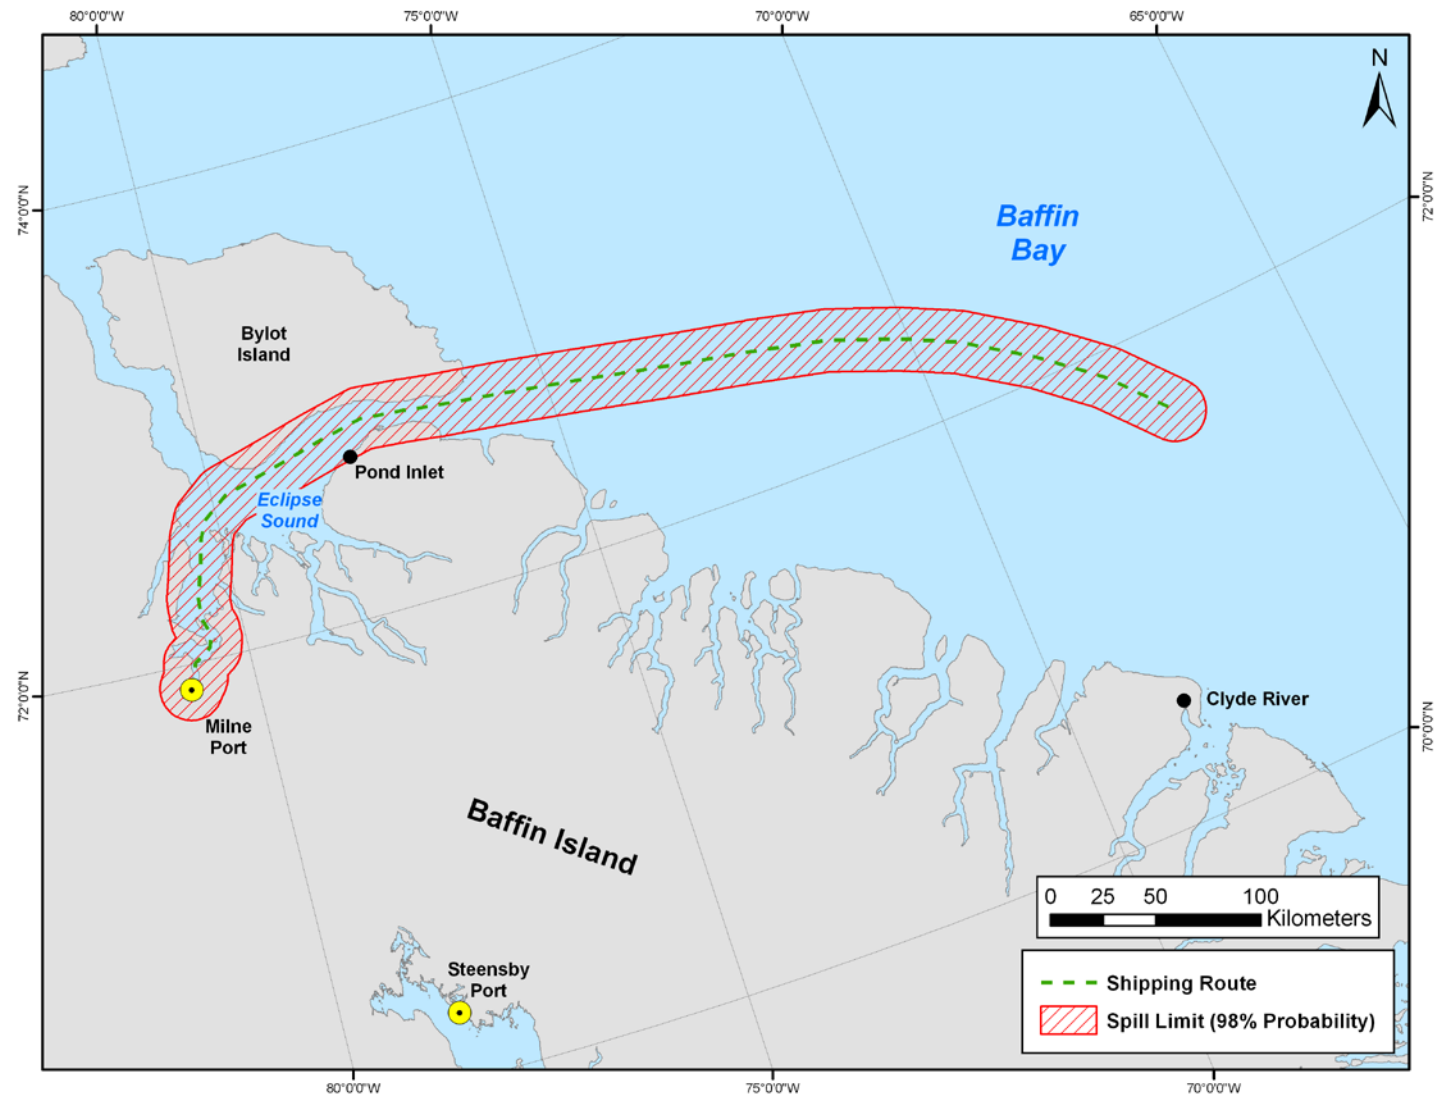 80°0'0"W 75°0'0"W 70°0'0"W 65°0'0"W
N
74°0'0"N
72°0'0"N
Baffin
Bay
Bylot
Island
Pond Inlet
Eclipse
Sound
72°0'0"N
Milne
Port
Clyde River
70°0'0"N
Baffin Island
0 25 50 100
Kilometers
Steensby
Port
Shipping Route
Spill Limit (98% Probability)
80°0'0"W 75°0'0"W 70°0'0"W